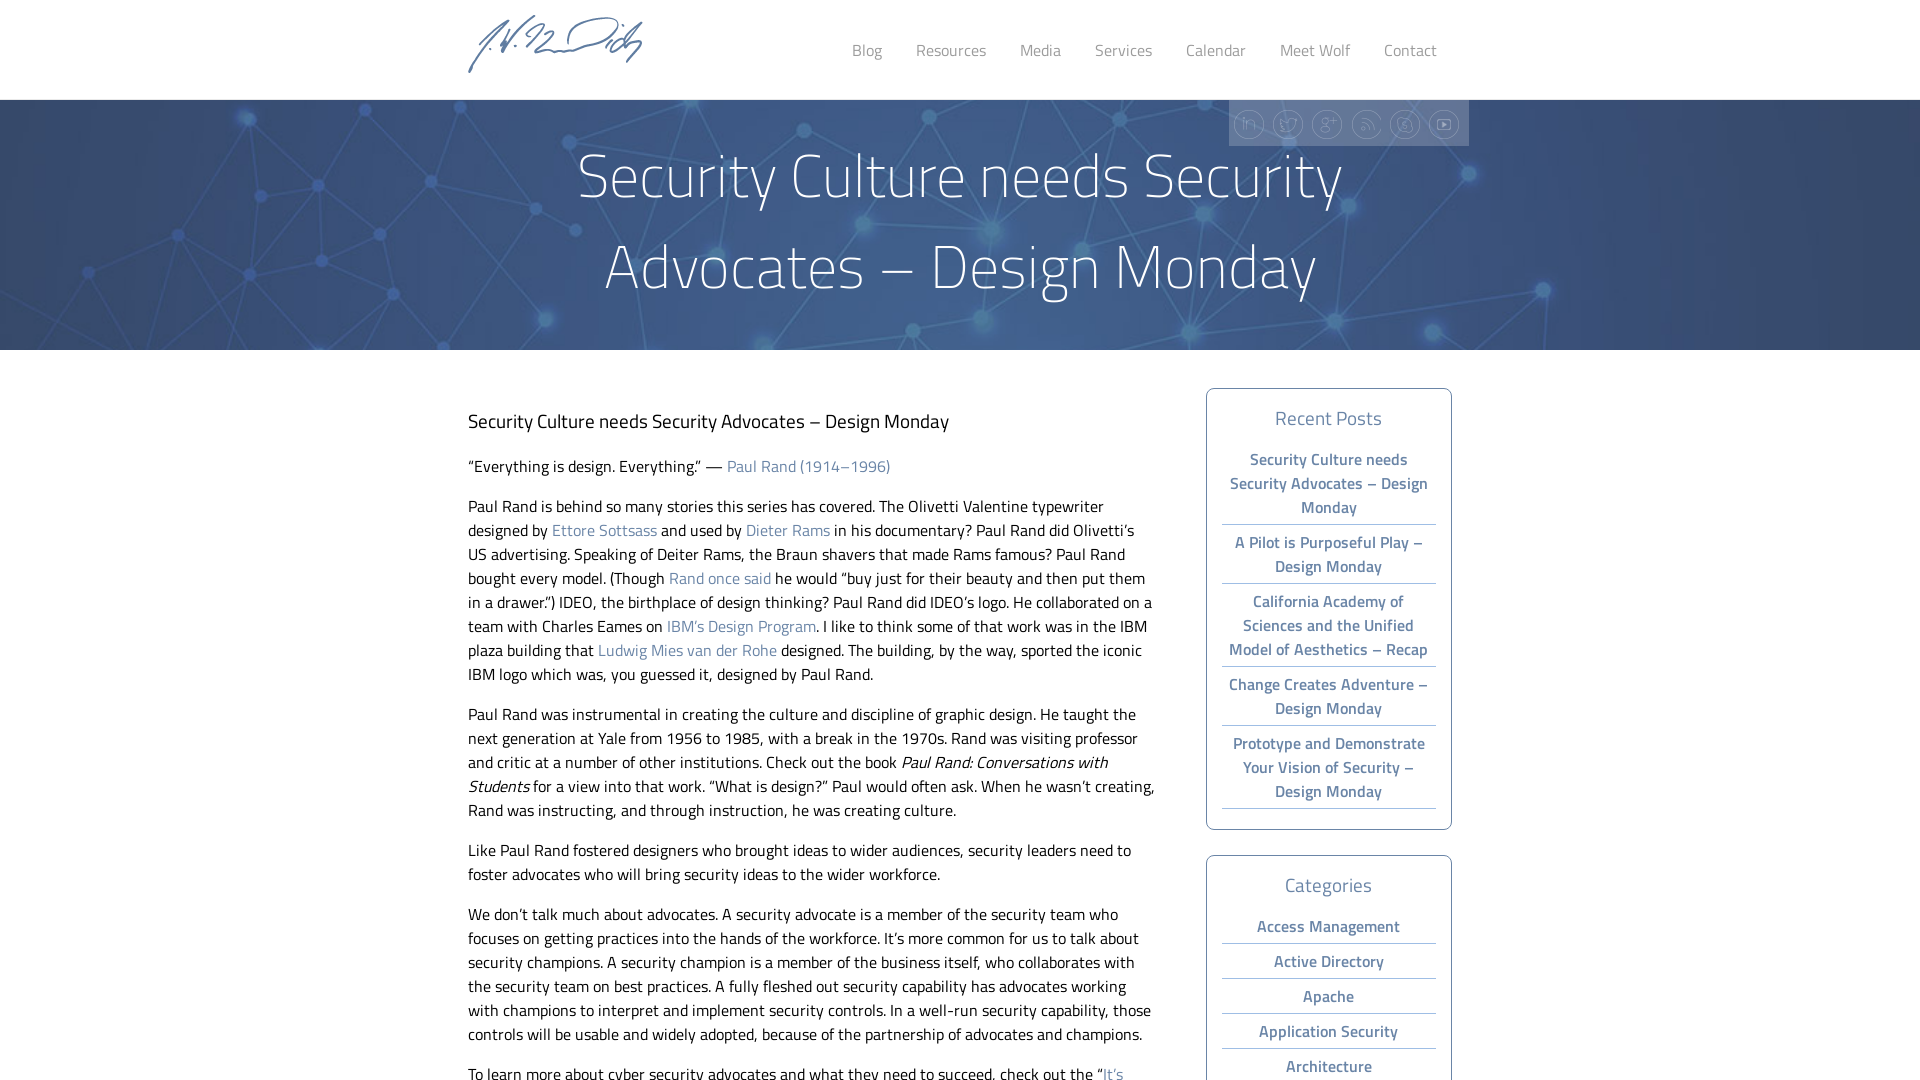 Blog Resources Media Services Calendar Meet Wolf Contact
Security Culture needs Security
Advocates – Design Monday
Security Culture needs Security Advocates – Design Monday
“Everything is design. Everything.” — Paul Rand (1914–1996)
Paul Rand is behind so many stories this series has covered. The Olivetti Valentine typewriter
designed by Ettore Sottsass and used by Dieter Rams in his documentary? Paul Rand did Olivetti’s
US advertising. Speaking of Deiter Rams, the Braun shavers that made Rams famous? Paul Rand
bought every model. (Though Rand once said he would “buy just for their beauty and then put them
in a drawer.”) IDEO, the birthplace of design thinking? Paul Rand did IDEO’s logo. He collaborated on a
team with Charles Eames on IBM’s Design Program. I like to think some of that work was in the IBM
plaza building that Ludwig Mies van der Rohe designed. The building, by the way, sported the iconic
IBM logo which was, you guessed it, designed by Paul Rand.
Paul Rand was instrumental in creating the culture and discipline of graphic design. He taught the
next generation at Yale from 1956 to 1985, with a break in the 1970s. Rand was visiting professor
and critic at a number of other institutions. Check out the book Paul Rand: Conversations with
Students for a view into that work. “What is design?” Paul would often ask. When he wasn’t creating,
Rand was instructing, and through instruction, he was creating culture.
Like Paul Rand fostered designers who brought ideas to wider audiences, security leaders need to
foster advocates who will bring security ideas to the wider workforce.
We don’t talk much about advocates. A security advocate is a member of the security team who
focuses on getting practices into the hands of the workforce. It’s more common for us to talk about
security champions. A security champion is a member of the business itself, who collaborates with
the security team on best practices. A fully fleshed out security capability has advocates working
with champions to interpret and implement security controls. In a well-run security capability, those
controls will be usable and widely adopted, because of the partnership of advocates and champions.
To learn more about cyber security advocates and what they need to succeed, check out the “It’s
Recent Posts
Security Culture needs
Security Advocates – Design
Monday
A Pilot is Purposeful Play –
Design Monday
California Academy of
Sciences and the Unified
Model of Aesthetics – Recap
Change Creates Adventure –
Design Monday
Prototype and Demonstrate
Your Vision of Security –
Design Monday
Categories
Access Management
Active Directory
Apache
Application Security
Architecture